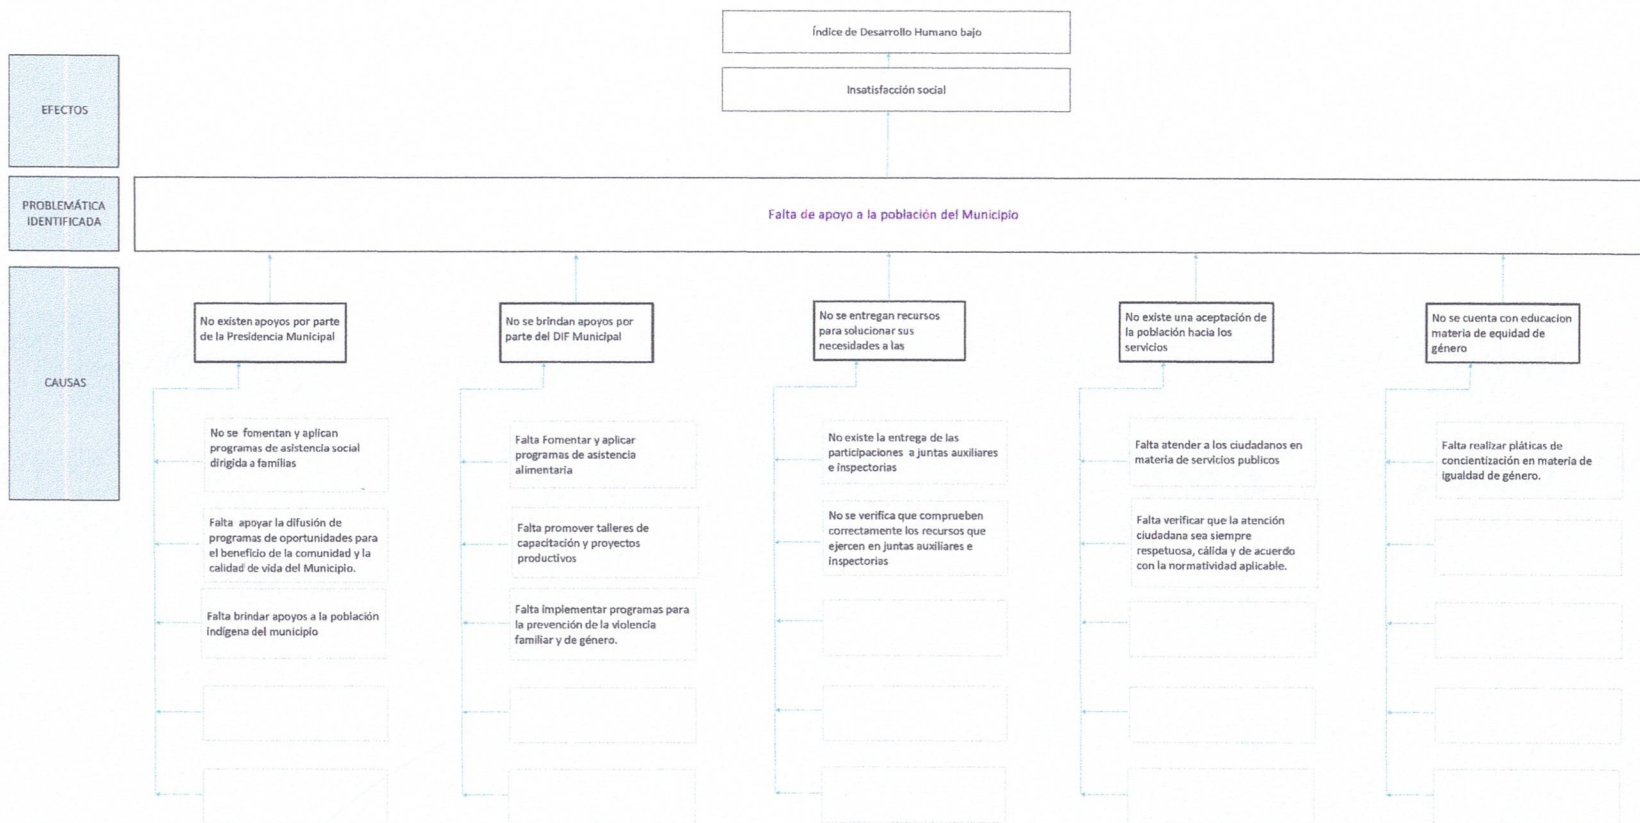 Índice de Desarrollo Humano bajo
Insatisfacción social
EFECTOS
PROBLEMÁTICA
IDENTIFICADA
Falta de apoyo a la población del Municipio
CAUSAS
No existen apoyos por parte
de la Presidencia Municipal
No se brindan apoyos por
parte del DIF Municipal
No se entregan recursos
para solucionar sus
necesidades a las
No existe una aceptación de
la población hacia los
servicios
No se cuenta con educacion
materia de equidad de
género
No se fomentan y aplican
programas de asistencia social
dirigida a familias
Falta apoyar la difusión de
programas de oportunidades para
el beneficio de la comunidad y la
calidad de vida del Municipio.
Falta brindar apoyos a la población
indígena del municipio
Falta Fomentar y aplicar
programas de asistencia
alimentaria
Falta promover talleres de
capacitación y proyectos
productivos
Falta implementar programas para
la prevención de la violencia
familiar y de género.
No existe la entrega de las
participaciones a juntas auxiliares
e inspectorias
No se verifica que comprueben
correctamente los recursos que
ejercen en juntas auxiliares e
inspectorias
Falta atender a los ciudadanos en
materia de servicios publicos
Falta verificar que la atención
ciudadana sea siempre
respetuosa, cálida y de acuerdo
con la normatividad aplicable.
Falta realizar pláticas de
concientización en materia de
igualdad de género.